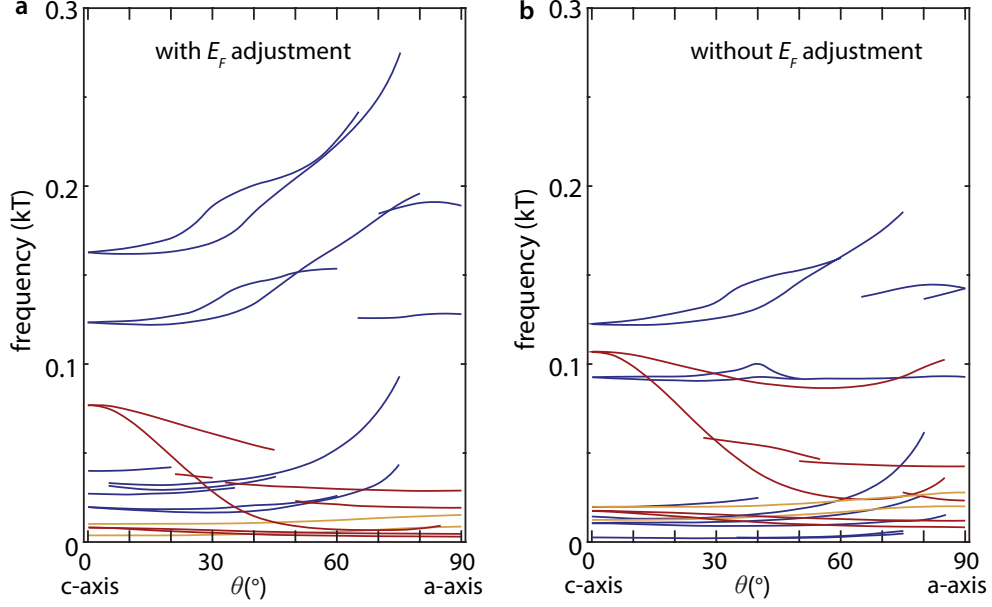 a
with E_F adjustment
frequency (kT)
0.3
0.2
0.1
0
0
30
60
90
c-axis
θ(°)
a-axis
b
without E_F adjustment
frequency (kT)
0.3
0.2
0.1
0
0
30
60
90
c-axis
θ(°)
a-axis